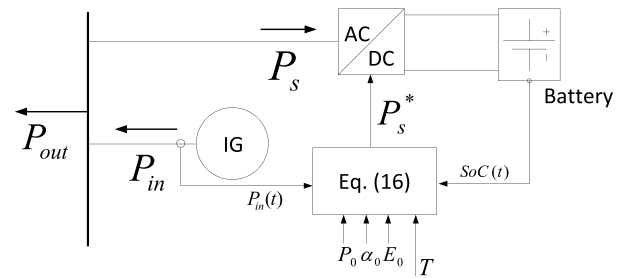 AC
DC
P_s
Battery
P_s^*
P_out
P_in
IG
Eq. (16)
SoC(t)
P_in(t)
P_0 α_0 E_0
T